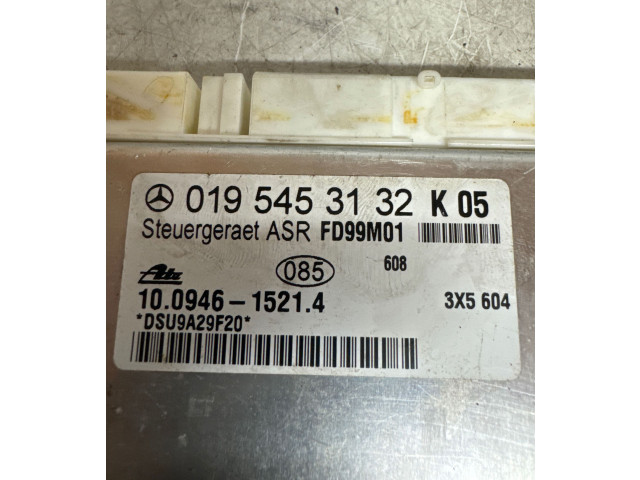 019 545 31 32 K 05
Steuergeraet ASR FD99M01
085 608
Ate
10.0946-1521.4 3X5 604
*DSU9A29F20*